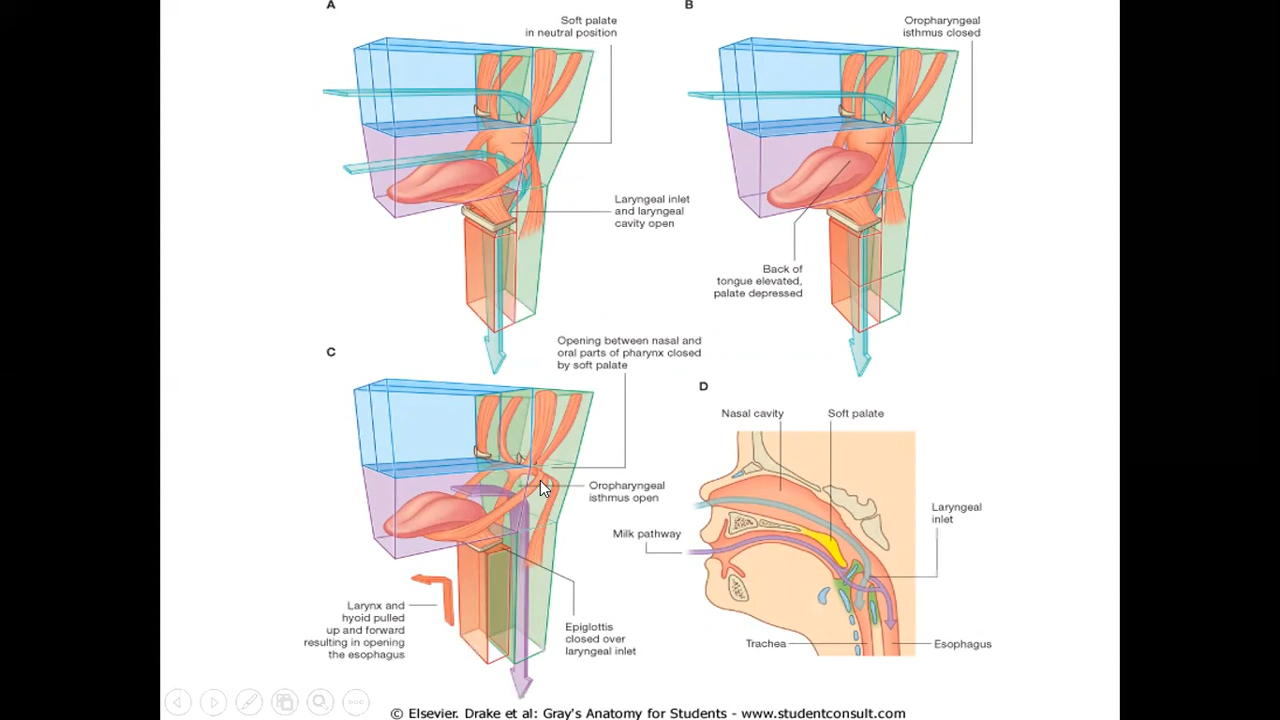 A
Soft palate
in neutral position
Laryngeal inlet
and laryngeal
cavity open
B
Oropharyngeal
isthmus closed
Back of
tongue elevated,
palate depressed
C
Opening between nasal and
oral parts of pharynx closed
by soft palate
Oropharyngeal
isthmus open
Larynx and
hyoid pulled
up and forward
resulting in opening
the esophagus
Epiglottis
closed over
laryngeal inlet
D
Nasal cavity
Soft palate
Laryngeal
inlet
Milk pathway
Trachea
Esophagus
© Elsevier. Drake et al: Gray's Anatomy for Students - www.studentconsult.com